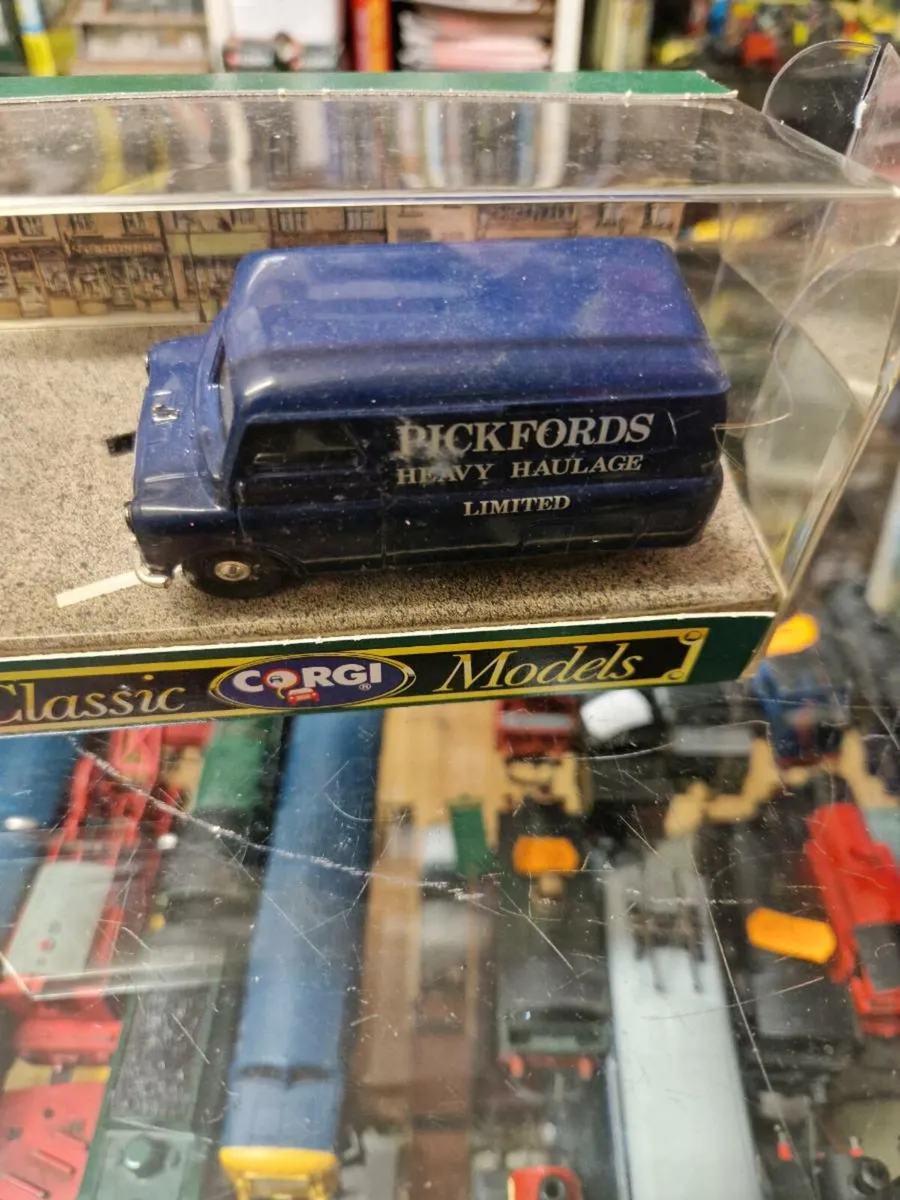 PICKFORDS
HEAVY HAULAGE
LIMITED
Classic CORGI® Models